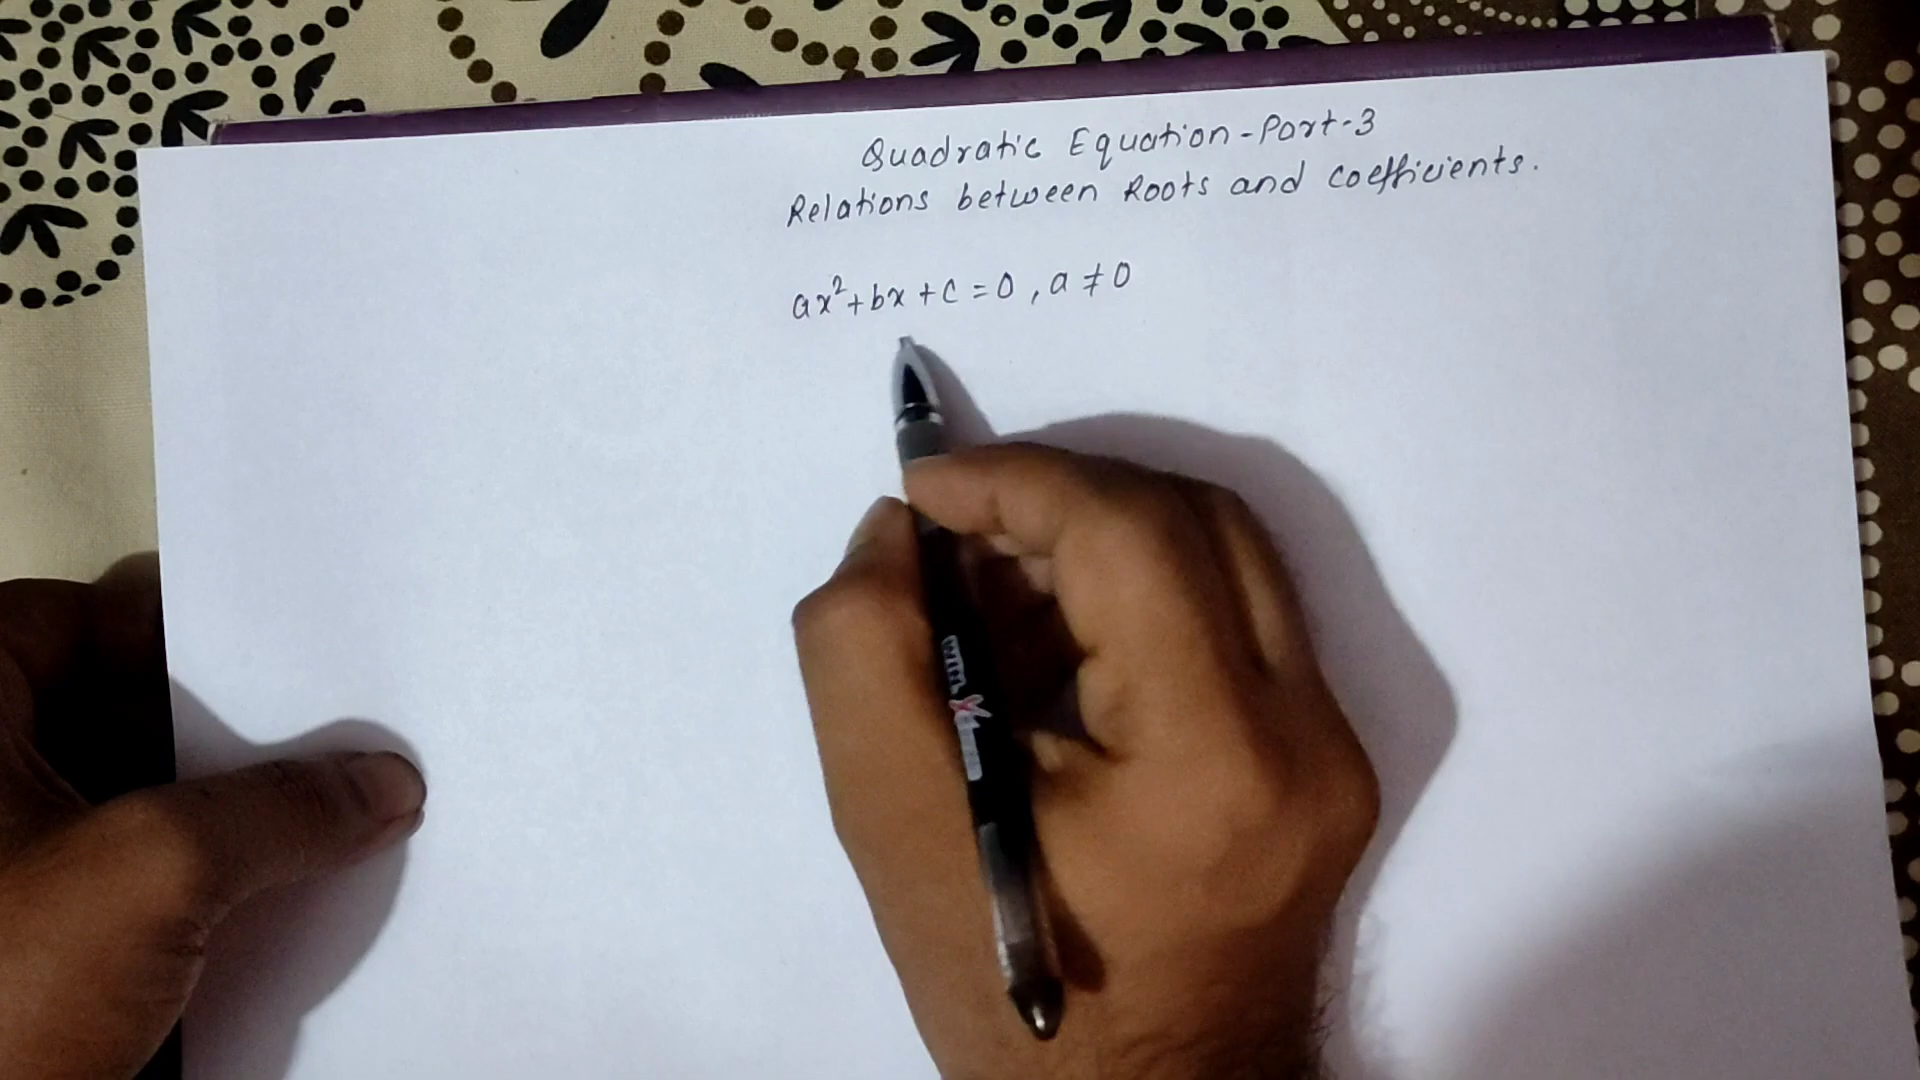 Quadratic Equation - Part-3
Relations between Roots and coefficients.
ax²+bx+c=0, a≠0